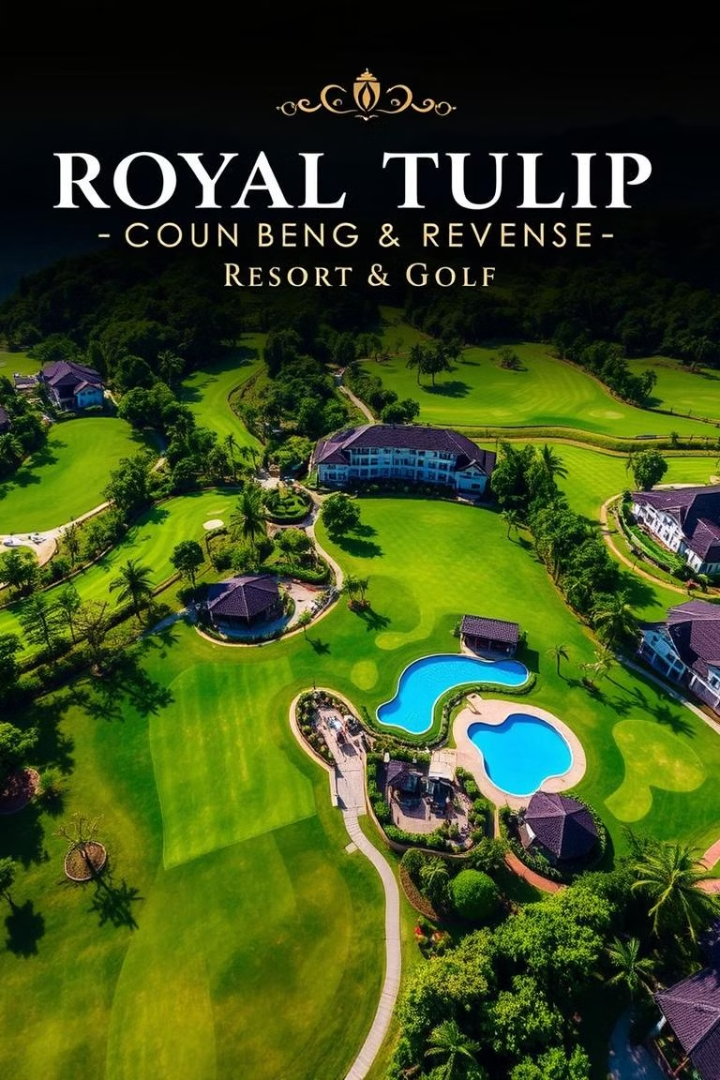 ROYAL TULIP
- COUN BENG & REVENSE -
RESORT & GOLF